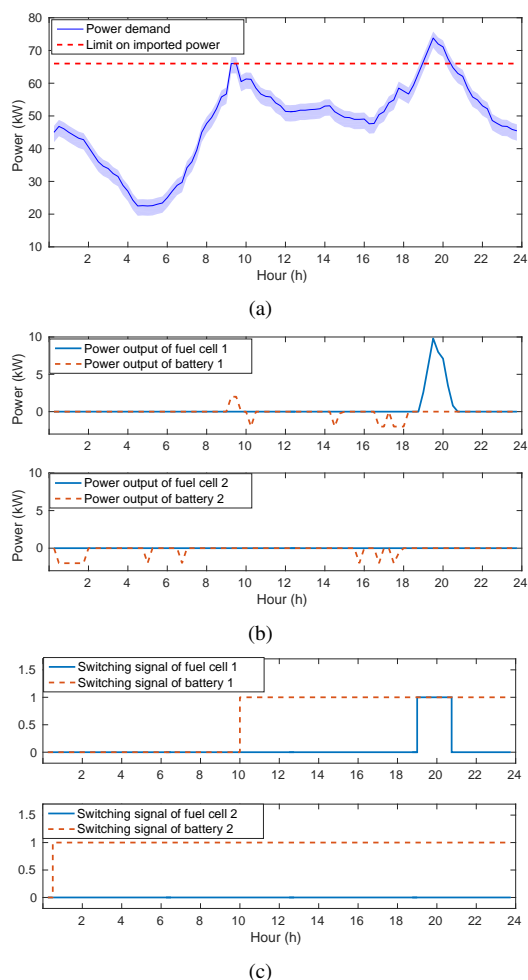 80
70
60
50
40
30
20
10
Power (kW)
Power demand
Limit on imported power
2 4 6 8 10 12 14 16 18 20 22 24
Hour (h)
(a)
10
5
0
Power (kW)
Power output of fuel cell 1
Power output of battery 1
2 4 6 8 10 12 14 16 18 20 22 24
10
5
0
Power (kW)
Power output of fuel cell 2
Power output of battery 2
2 4 6 8 10 12 14 16 18 20 22 24
Hour (h)
(b)
1.5
1
0.5
0
Switching signal of fuel cell 1
Switching signal of battery 1
2 4 6 8 10 12 14 16 18 20 22 24
1.5
1
0.5
0
Switching signal of fuel cell 2
Switching signal of battery 2
2 4 6 8 10 12 14 16 18 20 22 24
Hour (h)
(c)